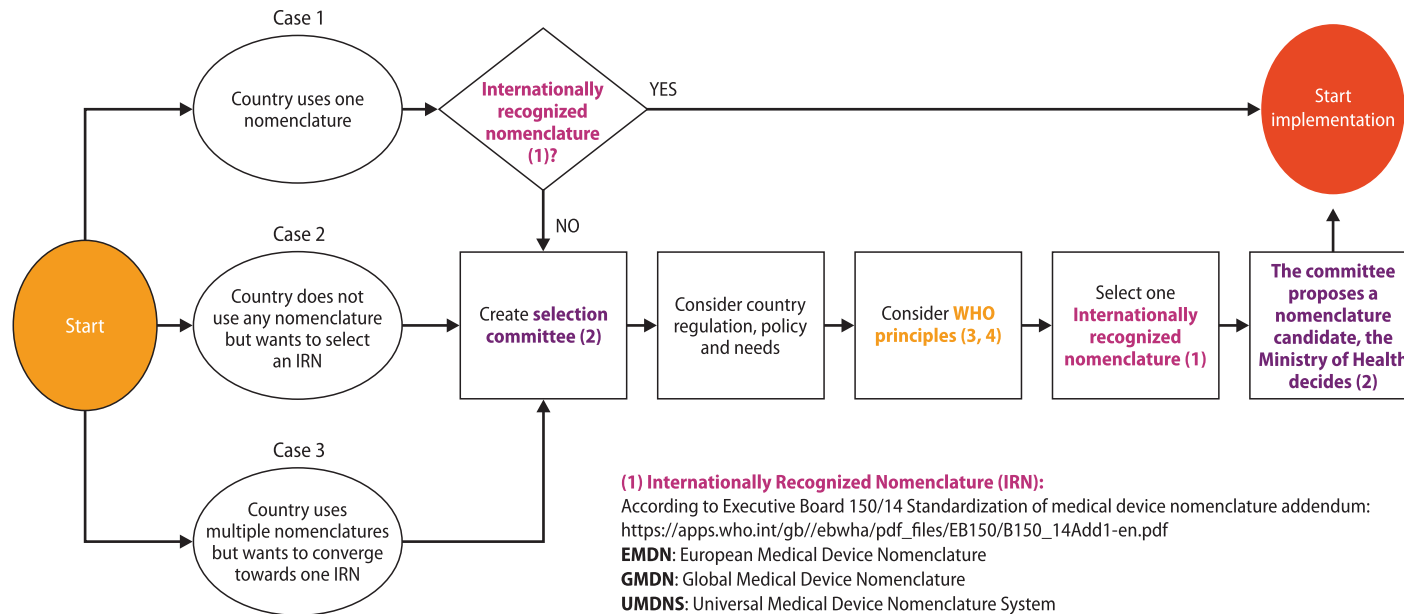 Case 1
Country uses one
nomenclature
Internationally
recognized
nomenclature
(1)?
YES
Start
implementation
NO
Start
Case 2
Country does not
use any nomenclature
but wants to select
an IRN
Create selection
committee (2)
Consider country
regulation, policy
and needs
Consider WHO
principles (3, 4)
Select one
Internationally
recognized
nomenclature (1)
The committee
proposes a
nomenclature
candidate, the
Ministry of Health
decides (2)
Case 3
Country uses
multiple nomenclatures
but wants to converge
towards one IRN
(1) Internationally Recognized Nomenclature (IRN):
According to Executive Board 150/14 Standardization of medical device nomenclature addendum:
https://apps.who.int/gb//ebwha/pdf_files/EB150/B150_14Add1-en.pdf
EMDN: European Medical Device Nomenclature
GMDN: Global Medical Device Nomenclature
UMDNS: Universal Medical Device Nomenclature System